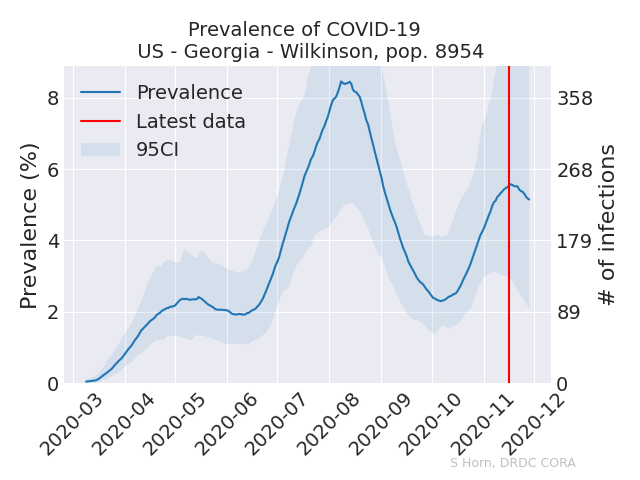 Prevalence of COVID-19
US - Georgia - Wilkinson, pop. 8954
Prevalence
Latest data
95CI
Prevalence (%)
8
6
4
2
0
358
268
179
89
0
# of infections
2020-03
2020-04
2020-05
2020-06
2020-07
2020-08
2020-09
2020-10
2020-11
2020-12
S Horn, DRDC CORA